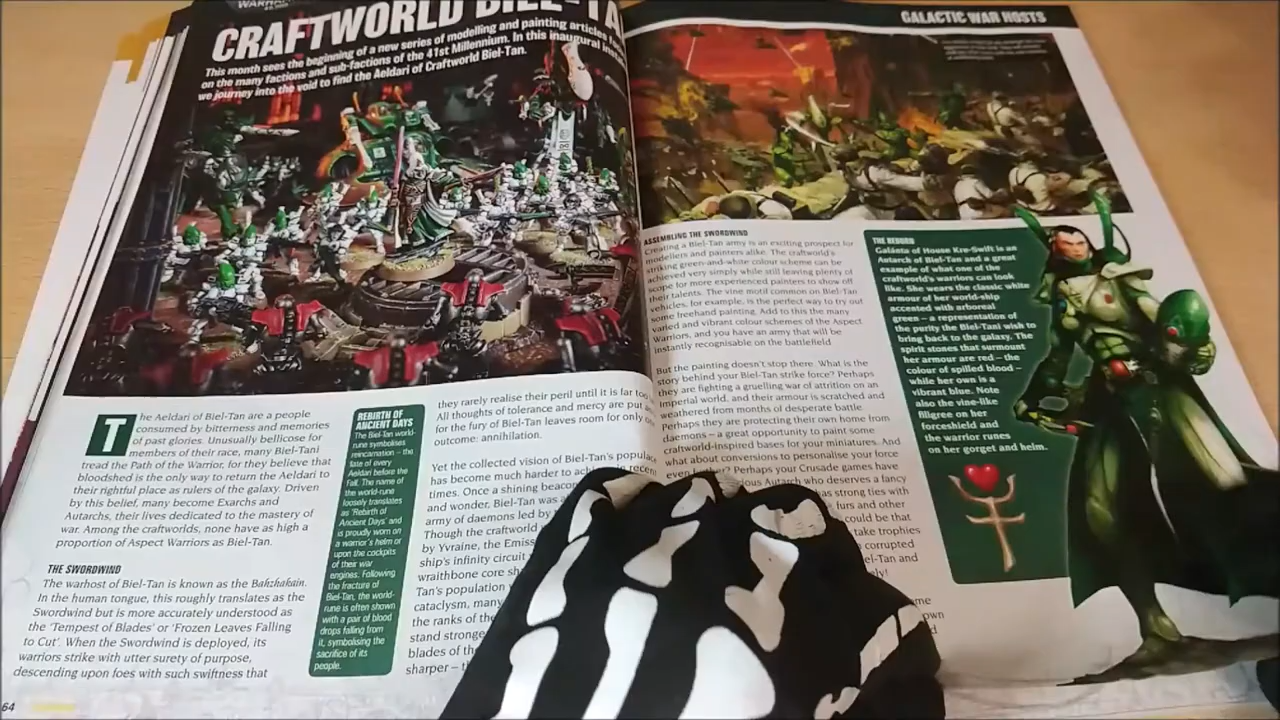 WARHAMMER
40,000
CRAFTWORLD BIEL-TA
This month sees the beginning of a new series of modelling and painting articles
on the many factions and sub-factions of the 41st Millennium. In this inaugural
we journey into the void to find the Aeldari of Craftworld Biel-Tan.
The Aeldari of Biel-Tan are a people
consumed by bitterness and memories
of past glories. Unusually bellicose for
members of their race, many Biel-Tani
tread the Path of the Warrior, for they believe that
bloodshed is the only way to return the Aeldari to
their rightful place as rulers of the galaxy. Driven
by this belief, many become Exarchs and
Autarchs, their lives dedicated to the mastery of
war. Among the craftworlds, none have as high a
proportion of Aspect Warriors as Biel-Tan.
THE SWORDWIND
The warhost of Biel-Tan is known as the Bahzhakain.
In the human tongue, this roughly translates as the
Swordwind but is more accurately understood as
the 'Tempest of Blades' or 'Frozen Leaves Falling
to Cut'. When the Swordwind is deployed, its
warriors strike with utter surety of purpose,
descending upon foes with such swiftness that
64
REBIRTH OF
ANCIENT DAYS
The Biel-Tan world-
rune symbolises
reincarnation – the
fate of every
Aeldari before the
Fall. The name of
the world-rune
loosely translates
as 'Rebirth of
Ancient Days' and
is proudly worn on
a warrior's helm or
upon the cockpits
of their war
engines. Following
the fracture of
Biel-Tan, the world-
rune is often shown
with a pair of blood
drops falling from
it, symbolising the
sacrifice of its
people.
they rarely realise their peril until it is far too
All thoughts of tolerance and mercy are put
for the fury of Biel-Tan leaves room for only
outcome: annihilation.
Yet the collected vision of Biel-Tan's populace
has become much harder to achieve in recent
times. Once a shining beacon
and wonder, Biel-Tan was
army of daemons led by
Though the craftworld
by Yvraine, the Emiss
ship's infinity circuit
wraithbone core sh
Tan's population
cataclysm, many
the ranks of the
stand stronge
blades of the
sharper – t
GALACTIC WAR HOSTS
ASSEMBLING THE SWORDWIND
Creating a Biel-Tan army is an exciting prospect for
modellers and painters alike. The craftworld's
striking green-and-white colour scheme can be
achieved very simply while still leaving plenty of
scope for more experienced painters to show off
their talents. The vine motif common on Biel-Tan
vehicles, for example, is the perfect way to try out
some freehand painting. Add to this the many
varied and vibrant colour schemes of the Aspect
Warriors, and you have an army that will be
instantly recognisable on the battlefield
But the painting doesn't stop there. What is the
story behind your Biel-Tan strike force? Perhaps
they are fighting a gruelling war of attrition on an
Imperial world, and their armour is scratched and
weathered from months of desperate battle.
Perhaps they are protecting their own home from
daemons – a great opportunity to paint some
craftworld-inspired bases for your miniatures. And
what about conversions to personalise your force
even Perhaps your Crusade games have
Autarch who deserves a fancy
has strong ties with
furs and other
could be that
take trophies
corrupted
el-Tan and
ly!
own
THE REBORN
Galaeta of House Kre-Swift is an
Autarch of Biel-Tan and a great
example of what one of the
craftworld's warriors can look
like. She wears the classic white
armour of her world-ship
accented with arboreal
green – a representation of
the purity the Biel-Tani wish to
bring back to the galaxy. The
spirit stones that surmount
her armour are red – the
colour of spilled blood –
while her own is a
vibrant blue. Note
also the vine-like
filigree on her
forceshield and
the warrior runes
on her gorget and helm.